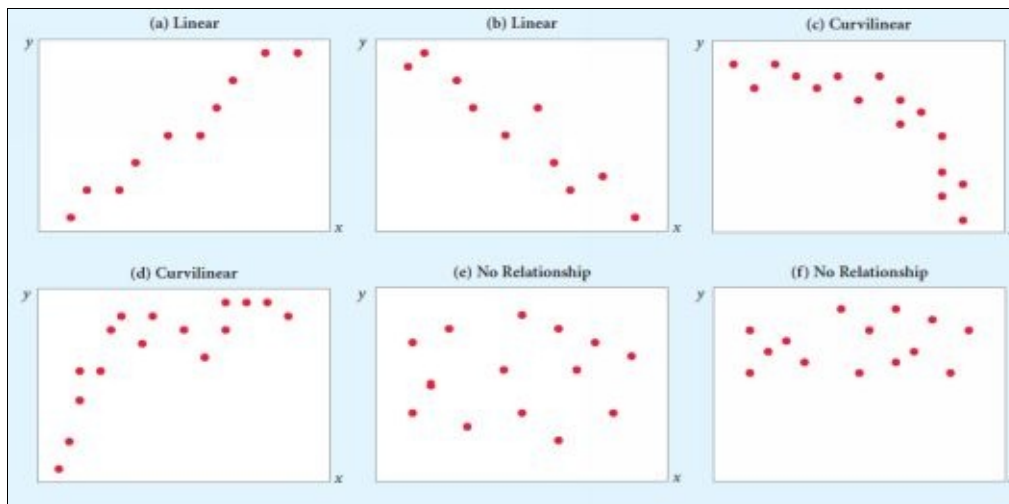 (a) Linear
(b) Linear
(c) Curvilinear
y
y
y
x
x
(d) Curvilinear
(e) No Relationship
(f) No Relationship
y
y
y
x
x